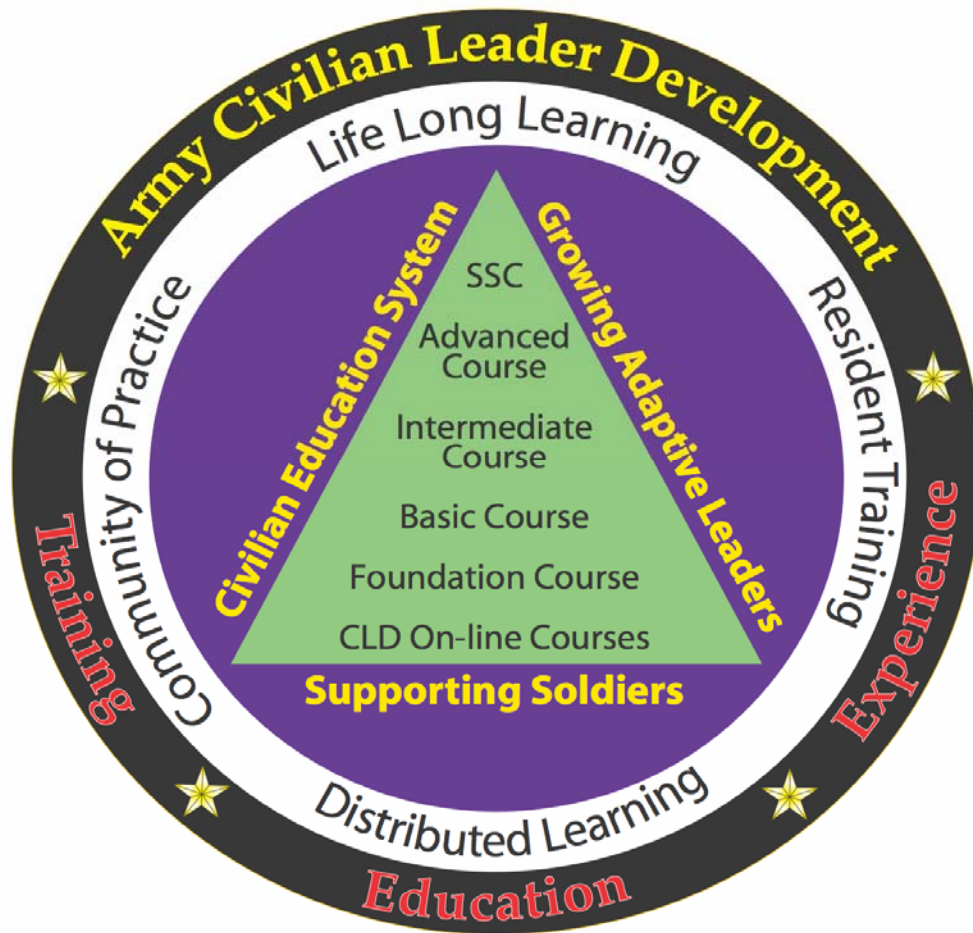 Army Civilian Leader Development
Life Long Learning
Community of Practice
Resident Training
Civilian Education System
Growing Adaptive Leaders
SSC
Advanced
Course
Intermediate
Course
Basic Course
Foundation Course
CLD On-line Courses
Supporting Soldiers
Distributed Learning
Training
Education
Experience